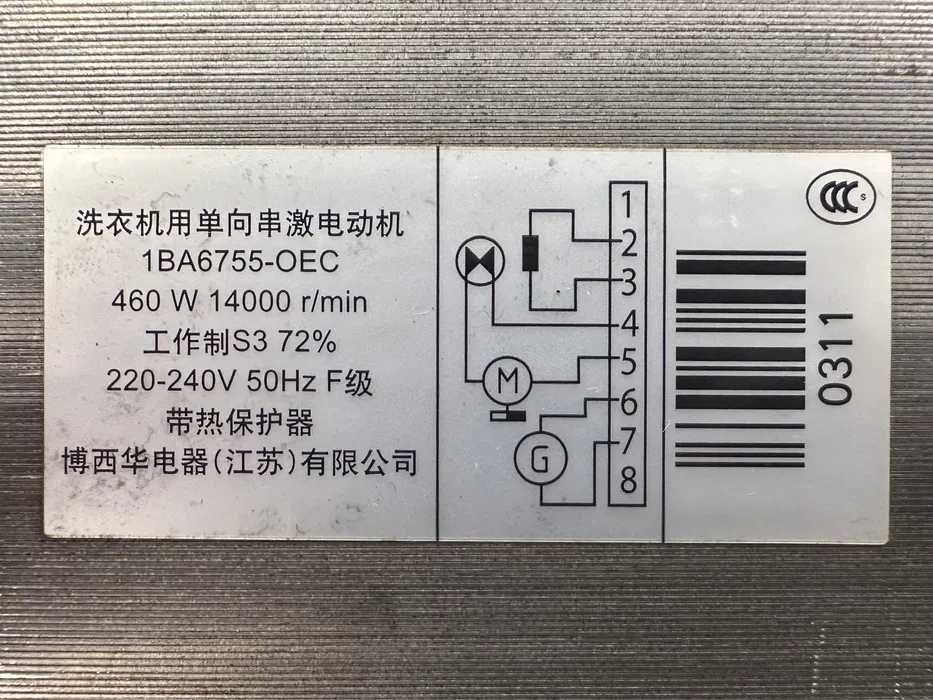 洗衣机用单向串激电动机
1BA6755-OEC
460 W 14000 r/min
工作制S3 72%
220-240V 50Hz F级
带热保护器
博西华电器(江苏)有限公司
1
2
3
4
5
6
7
8
M
G
CCC
S
0311